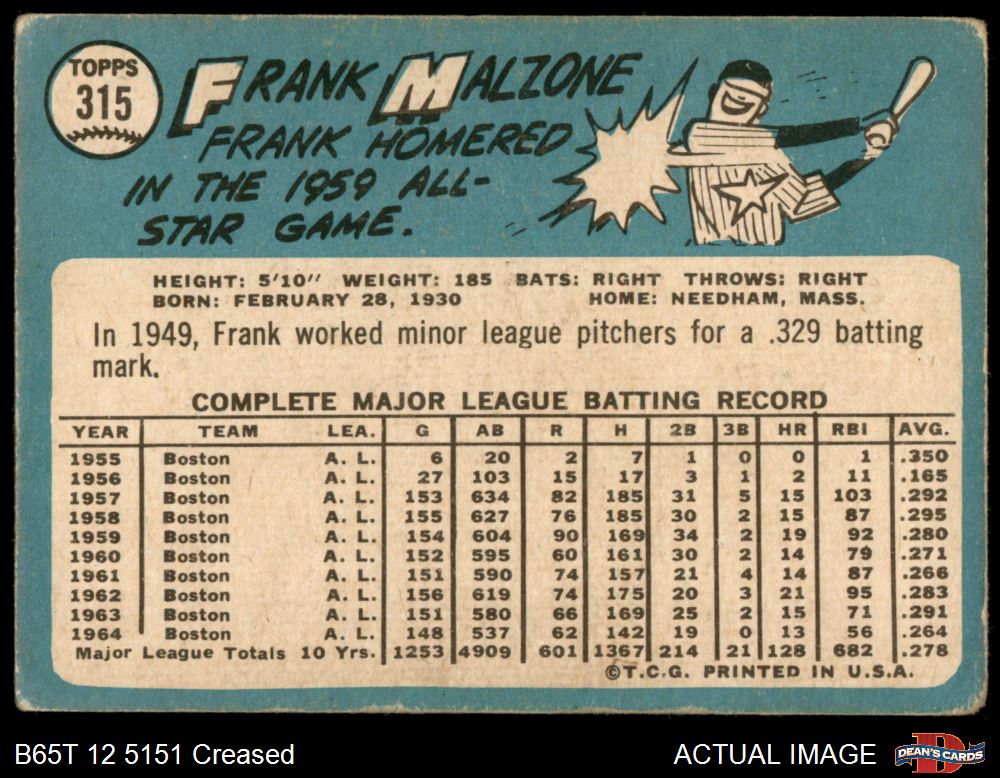 TOPPS
315
FRANK MALZONE
FRANK HOMERED
IN THE 1959 ALL-
STAR GAME.
HEIGHT: 5'10" WEIGHT: 185 BATS: RIGHT THROWS: RIGHT
BORN: FEBRUARY 28, 1930 HOME: NEEDHAM, MASS.
In 1949, Frank worked minor league pitchers for a .329 batting
mark.
COMPLETE MAJOR LEAGUE BATTING RECORD
YEAR TEAM LEA. G AB R H 2B 3B HR RBI AVG.
1955 Boston A. L. 6 20 2 7 1 0 0 1 .350
1956 Boston A. L. 27 103 15 17 3 1 2 11 .165
1957 Boston A. L. 153 634 82 185 31 5 15 103 .292
1958 Boston A. L. 155 627 76 185 30 2 15 87 .295
1959 Boston A. L. 154 604 90 169 34 2 19 92 .280
1960 Boston A. L. 152 595 60 161 30 2 14 79 .271
1961 Boston A. L. 151 590 74 157 21 4 14 87 .266
1962 Boston A. L. 156 619 74 175 20 3 21 95 .283
1963 Boston A. L. 151 580 66 169 25 2 15 71 .291
1964 Boston A. L. 148 537 62 142 19 0 13 56 .264
Major League Totals 10 Yrs. 1253 4909 601 1367 214 21 128 682 .278
©T.C.G. PRINTED IN U.S.A.
B65T 12 5151 Creased ACTUAL IMAGE
DEAN'S CARDS